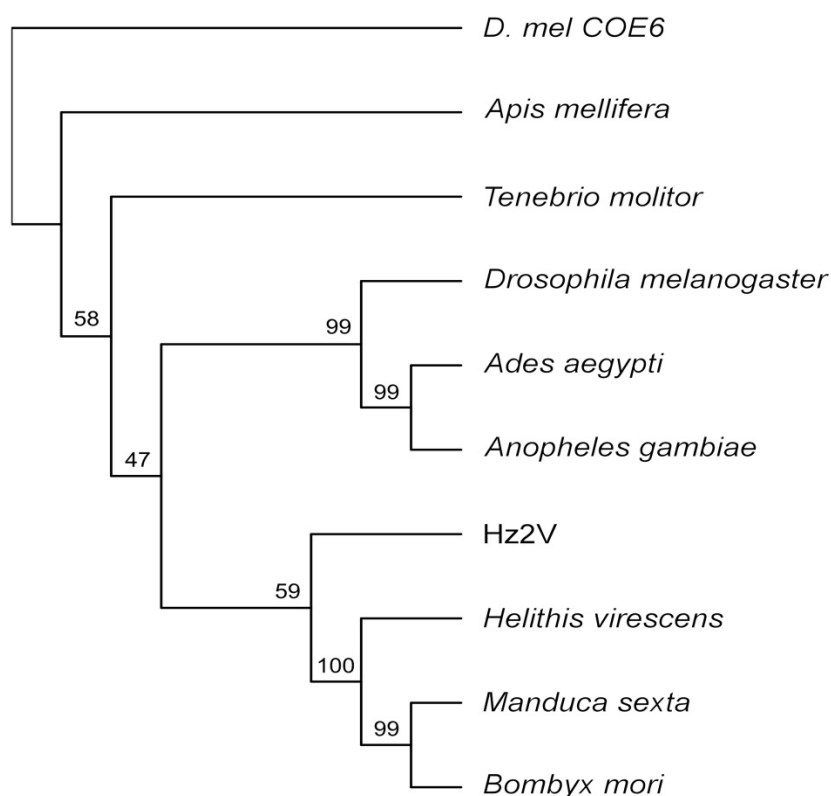 D. mel COE6
Apis mellifera
Tenebrio molitor
58
Drosophila melanogaster
99
Ades aegypti
99
Anopheles gambiae
47
Hz2V
59
Helithis virescens
100
Manduca sexta
99
Bombyx mori